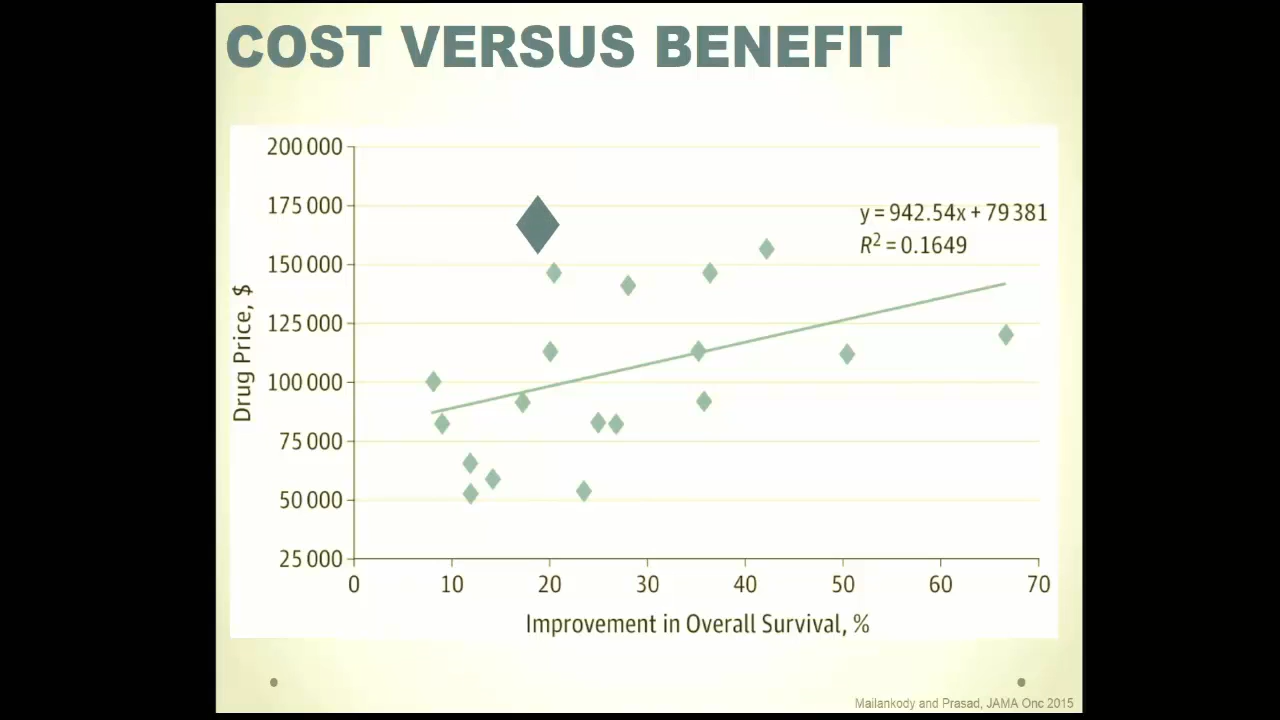 COST VERSUS BENEFIT
200 000
175 000
150 000
125 000
100 000
75 000
50 000
25 000
Drug Price, $
y = 942.54x + 79 381
R² = 0.1649
0 10 20 30 40 50 60 70
Improvement in Overall Survival, %
Mailankody and Prasad, JAMA Onc 2015